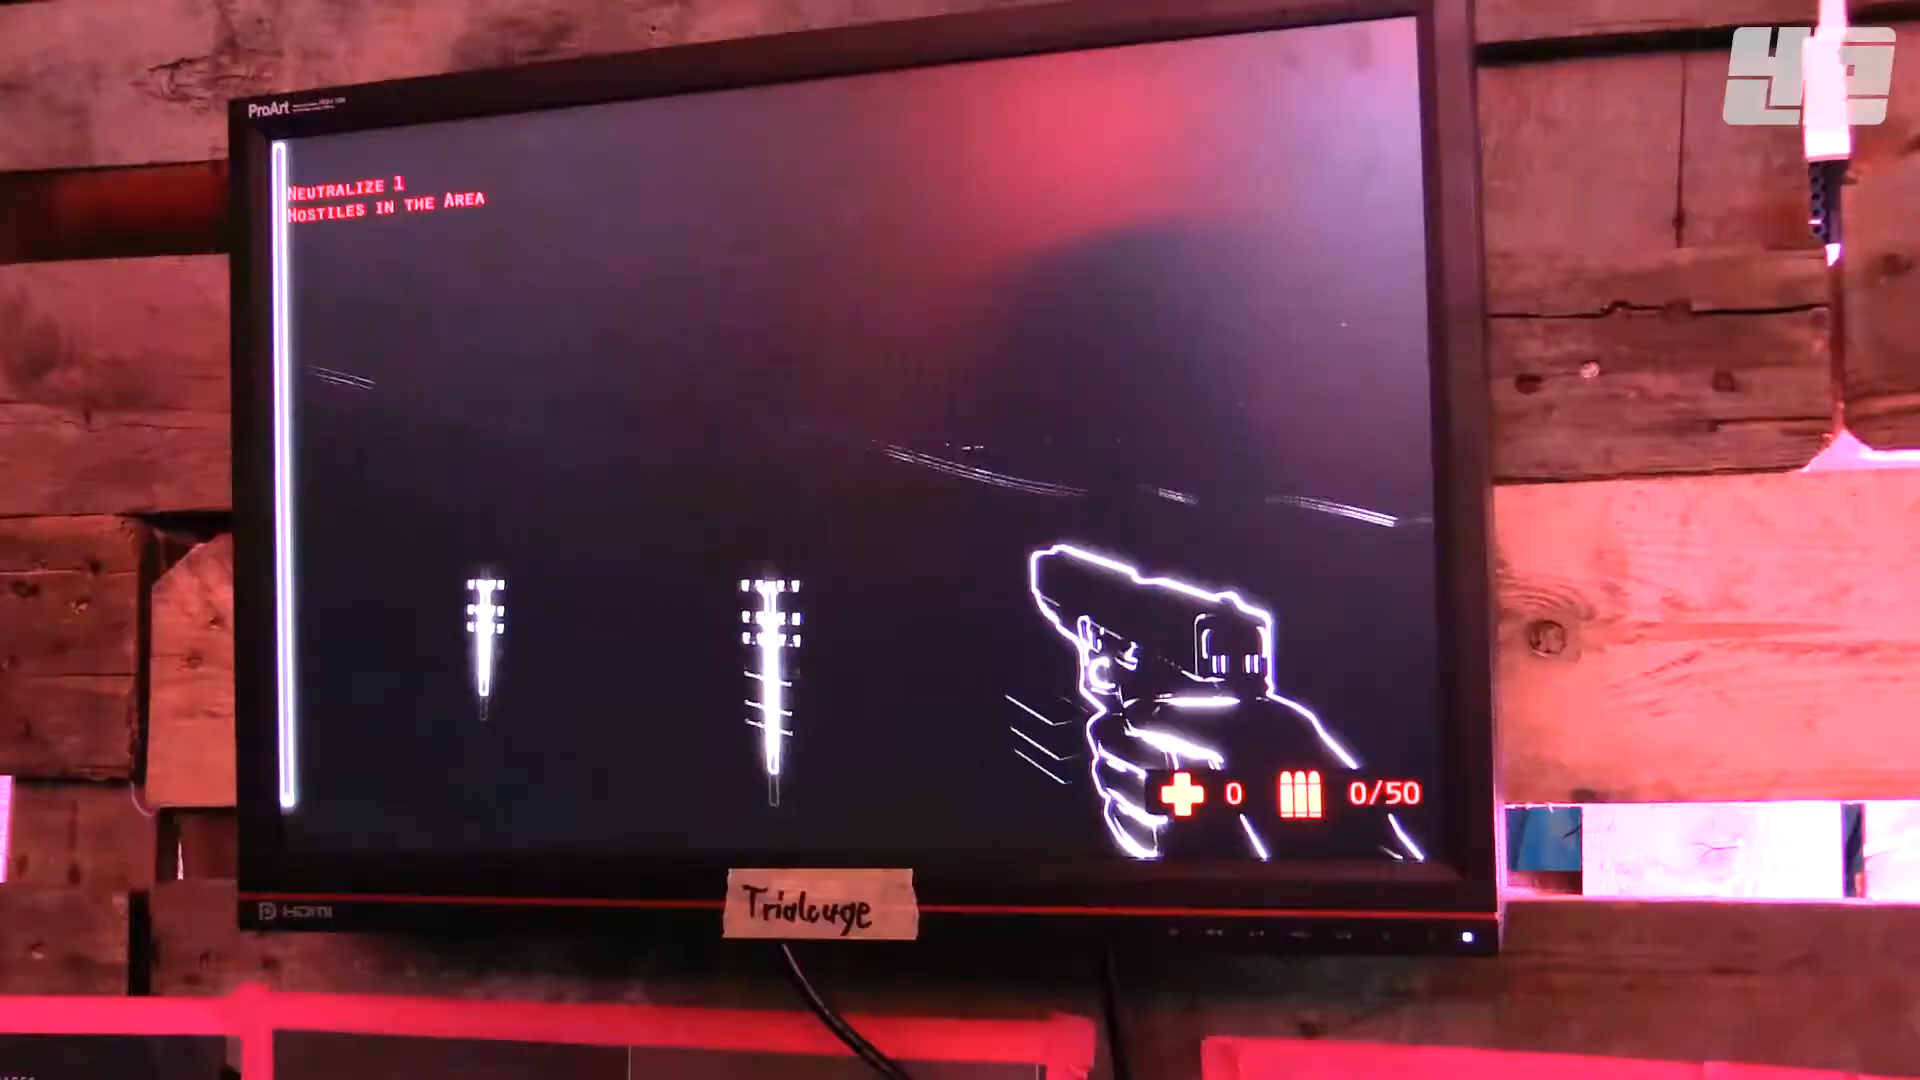 ProArt
NEUTRALIZE 1
HOSTILES IN THE AREA
0
0/50
HDMI
Trialouge